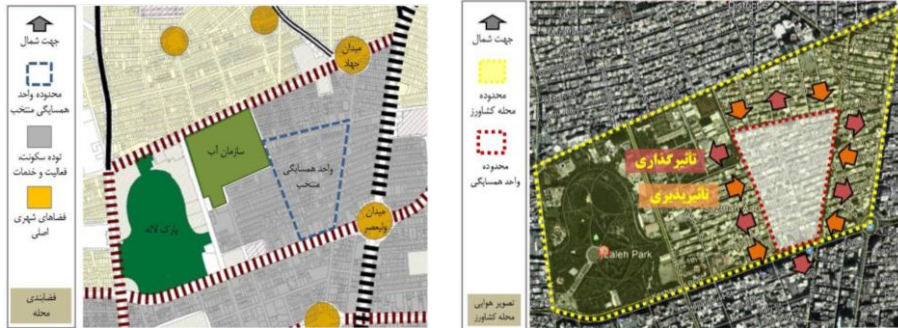 جهت شمال
محدوده واحد
همسایگی منتخب
توده سکونت،
فعالیت و خدمات
فضاهای شهری
اصلی
فضابندی
محله
میدان
جهاد
سازمان آب
واحد همسایگی
منتخب
پارک لاله
میدان
ولیعصر
جهت شمال
محدوده
محله کشاورز
محدوده
واحد همسایگی
تصویر هوایی
محله کشاورز
تاثیرگذاری
تاثیرپذیری
Laleh Park